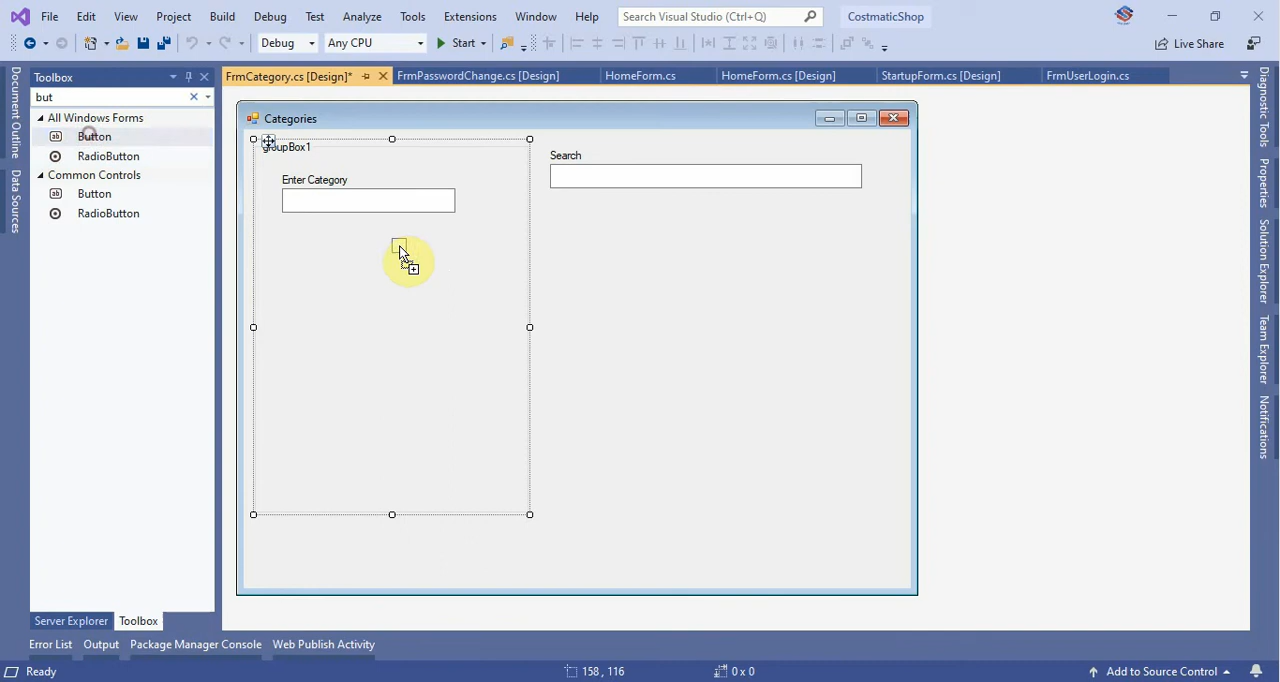 File Edit View Project Build Debug Test Analyze Tools Extensions Window Help Search Visual Studio (Ctrl+Q) CostmaticShop
Debug Any CPU Start Live Share
Toolbox
FrmCategory.cs [Design]* FrmPasswordChange.cs [Design] HomeForm.cs HomeForm.cs [Design] StartupForm.cs [Design] FrmUserLogin.cs
but
All Windows Forms
Button
RadioButton
Common Controls
Button
RadioButton
Document Outline
Data Sources
Categories
groupBox1
Enter Category
Search
Diagnostic Tools
Properties
Solution Explorer
Team Explorer
Notifications
Server Explorer Toolbox
Error List Output Package Manager Console Web Publish Activity
Ready 158 , 116 0 x 0 Add to Source Control